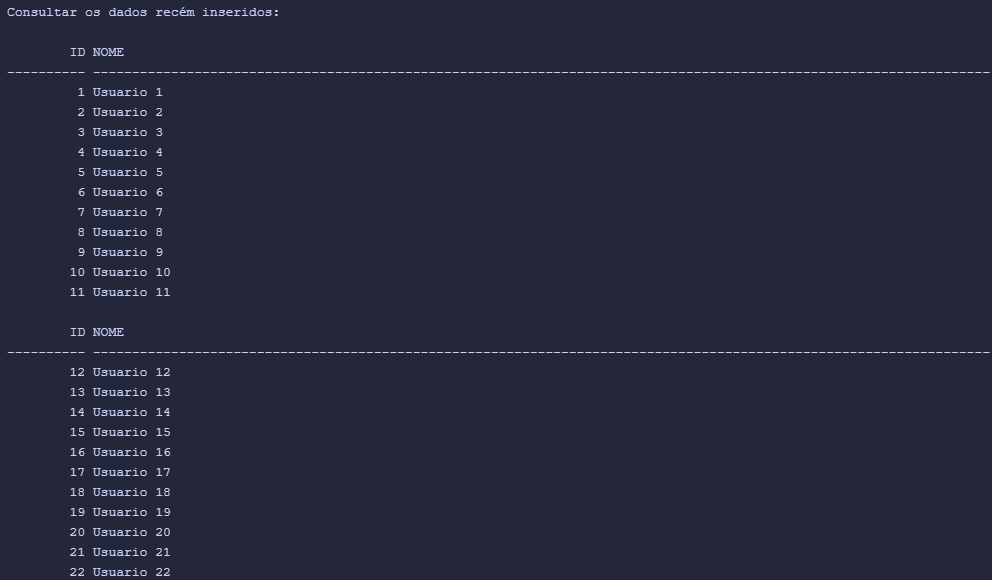 Consultar os dados recém inseridos:
ID NOME
---------- -------------------------------------------------------------------------------------------------------------------
1 Usuario 1
2 Usuario 2
3 Usuario 3
4 Usuario 4
5 Usuario 5
6 Usuario 6
7 Usuario 7
8 Usuario 8
9 Usuario 9
10 Usuario 10
11 Usuario 11
ID NOME
---------- -------------------------------------------------------------------------------------------------------------------
12 Usuario 12
13 Usuario 13
14 Usuario 14
15 Usuario 15
16 Usuario 16
17 Usuario 17
18 Usuario 18
19 Usuario 19
20 Usuario 20
21 Usuario 21
22 Usuario 22